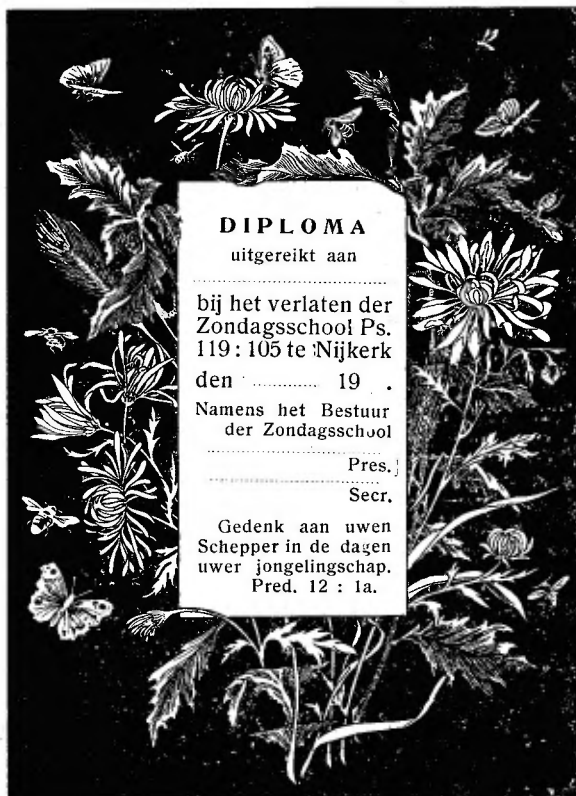 DIPLOMA
uitgereikt aan
bij het verlaten der
Zondagsschool Ps.
119 : 105 te Nijkerk
den ............ 19 .
Namens het Bestuur
der Zondagsschool
Pres.
Secr.
Gedenk aan uwen
Schepper in de dagen
uwer jongelingschap.
Pred. 12 : 1a.